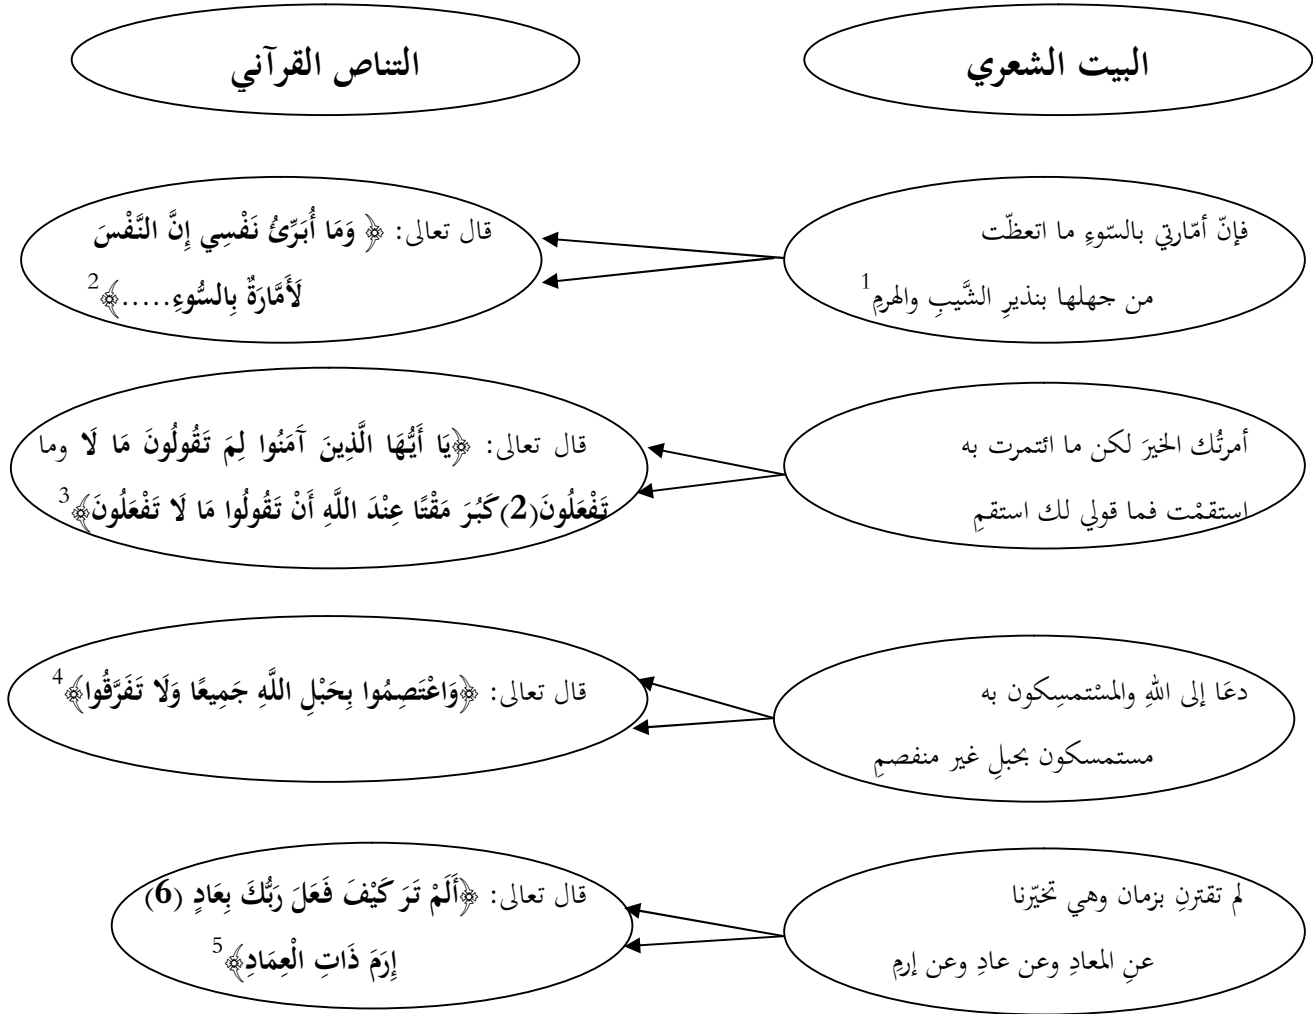 البيت الشعري
التناص القرآني
فإنّ أمّارتي بالسّوءِ ما اتعظّت
من جهلها بنذيرِ الشَّيبِ والهرمِ1
قال تعالى: ﴿ وَمَا أُبَرِّئُ نَفْسِي إِنَّ النَّفْسَ
لَأَمَّارَةٌ بِالسُّوءِ.....﴾2
أمرتُك الخيرَ لكن ما ائتمرت به
استقمْت فما قولي لك استقمِ
قال تعالى: ﴿يَا أَيُّهَا الَّذِينَ آَمَنُوا لِمَ تَقُولُونَ مَا لَا وما
تَفْعَلُونَ(2)كَبُرَ مَقْتًا عِنْدَ اللَّهِ أَنْ تَقُولُوا مَا لَا تَفْعَلُونَ﴾3
دعَا إلى اللهِ والمسْتمسِكون به
مستمسكون بحبلِ غير منفصمِ
قال تعالى: ﴿وَاعْتَصِمُوا بِحَبْلِ اللَّهِ جَمِيعًا وَلَا تَفَرَّقُوا﴾4
لم تقترنِ بزمان وهي تخيّرنا
عنِ المعادِ وعن عادِ وعن إرمِ
قال تعالى: ﴿أَلَمْ تَرَ كَيْفَ فَعَلَ رَبُّكَ بِعَادٍ (6)
إِرَمَ ذَاتِ الْعِمَادِ﴾5